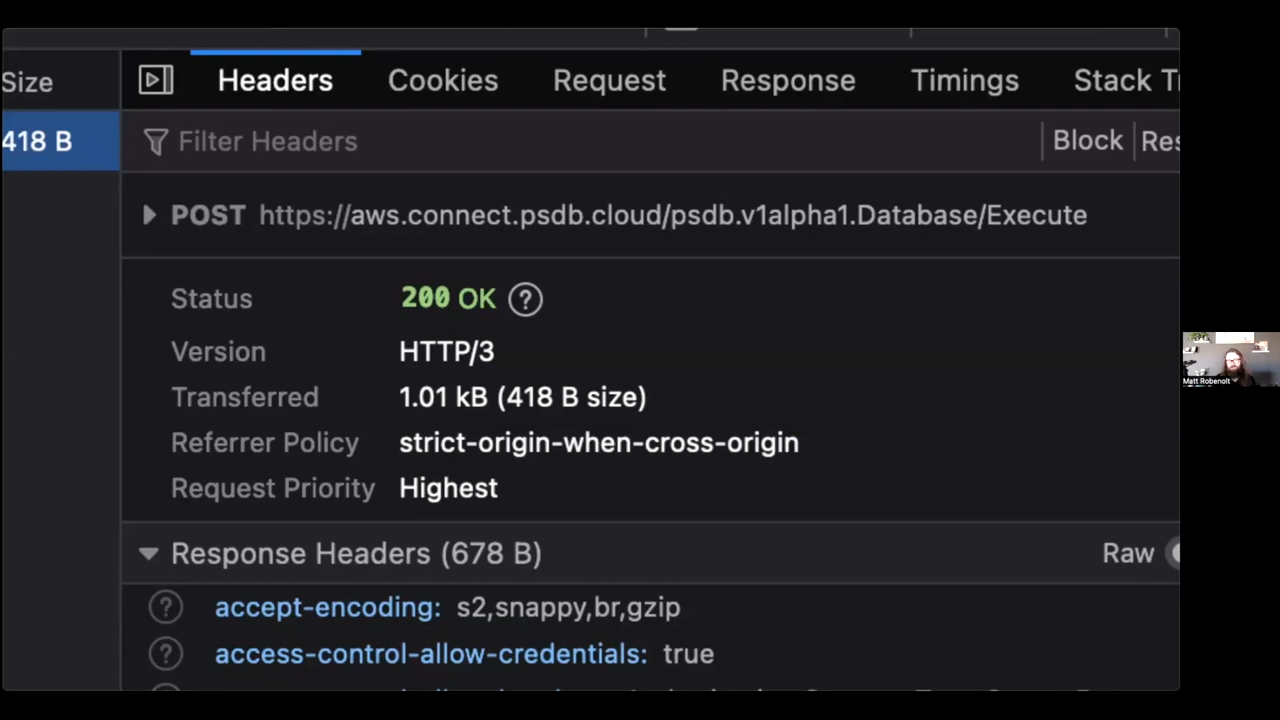 Size
Headers Cookies Request Response Timings Stack
418 B
Filter Headers
Block
POST https://aws.connect.psdb.cloud/psdb.v1alpha1.Database/Execute
Status 200 OK ?
Version HTTP/3
Transferred 1.01 kB (418 B size)
Referrer Policy strict-origin-when-cross-origin
Request Priority Highest
Matt Robenolt
Response Headers (678 B)
Raw
? accept-encoding: s2,snappy,br,gzip
? access-control-allow-credentials: true